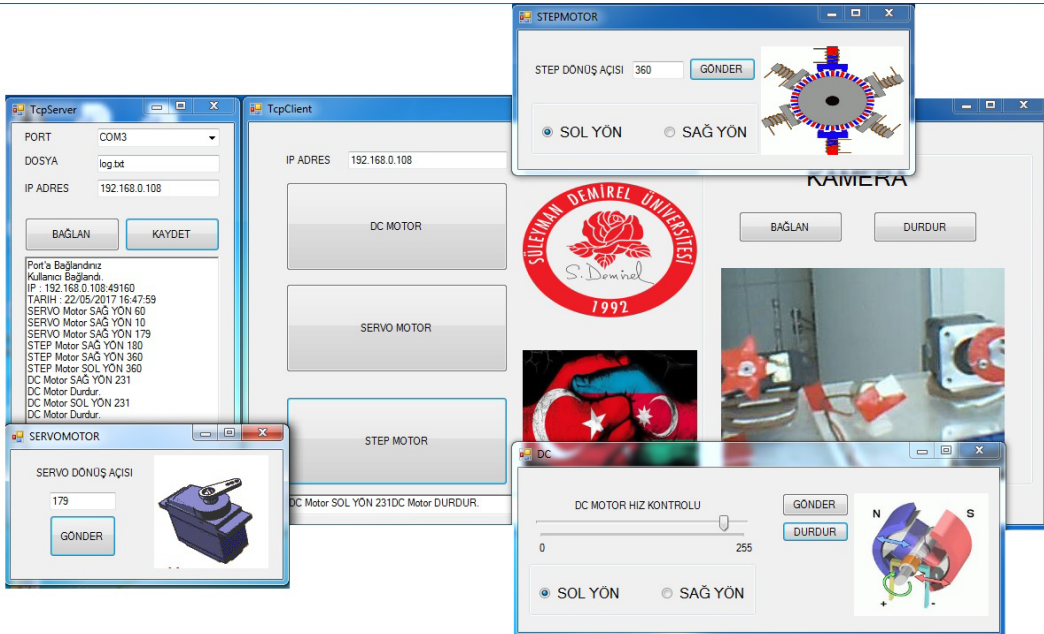 STEPMOTOR
STEP DÖNÜŞ AÇISI 360 GÖNDER
SOL YÖN SAĞ YÖN
TcpServer
PORT COM3
DOSYA log.txt
IP ADRES 192.168.0.108
BAĞLAN KAYDET
Port'a Bağlandınız
Kullanıcı Bağlandı.
IP : 192.168.0.108:49160
TARIH : 22/05/2017 16:47:59
SERVO Motor SAĞ YÖN 60
SERVO Motor SAĞ YÖN 10
SERVO Motor SAĞ YÖN 179
STEP Motor SAĞ YÖN 180
STEP Motor SAĞ YÖN 360
STEP Motor SOL YÖN 360
DC Motor SAĞ YÖN 231
DC Motor Durdur.
DC Motor SOL YÖN 231
DC Motor Durdur.
TcpClient
IP ADRES 192.168.0.108
DC MOTOR
SERVO MOTOR
STEP MOTOR
DC Motor SOL YÖN 231DC Motor DURDUR.
SÜLEYMAN DEMİREL ÜNİVERSİTESİ
S. Demirel
1992
KAMERA
BAĞLAN DURDUR
SERVOMOTOR
SERVO DÖNÜŞ AÇISI
179
GÖNDER
DC
DC MOTOR HIZ KONTROLU
0 255
GÖNDER
DURDUR
SOL YÖN SAĞ YÖN
N S
+ -